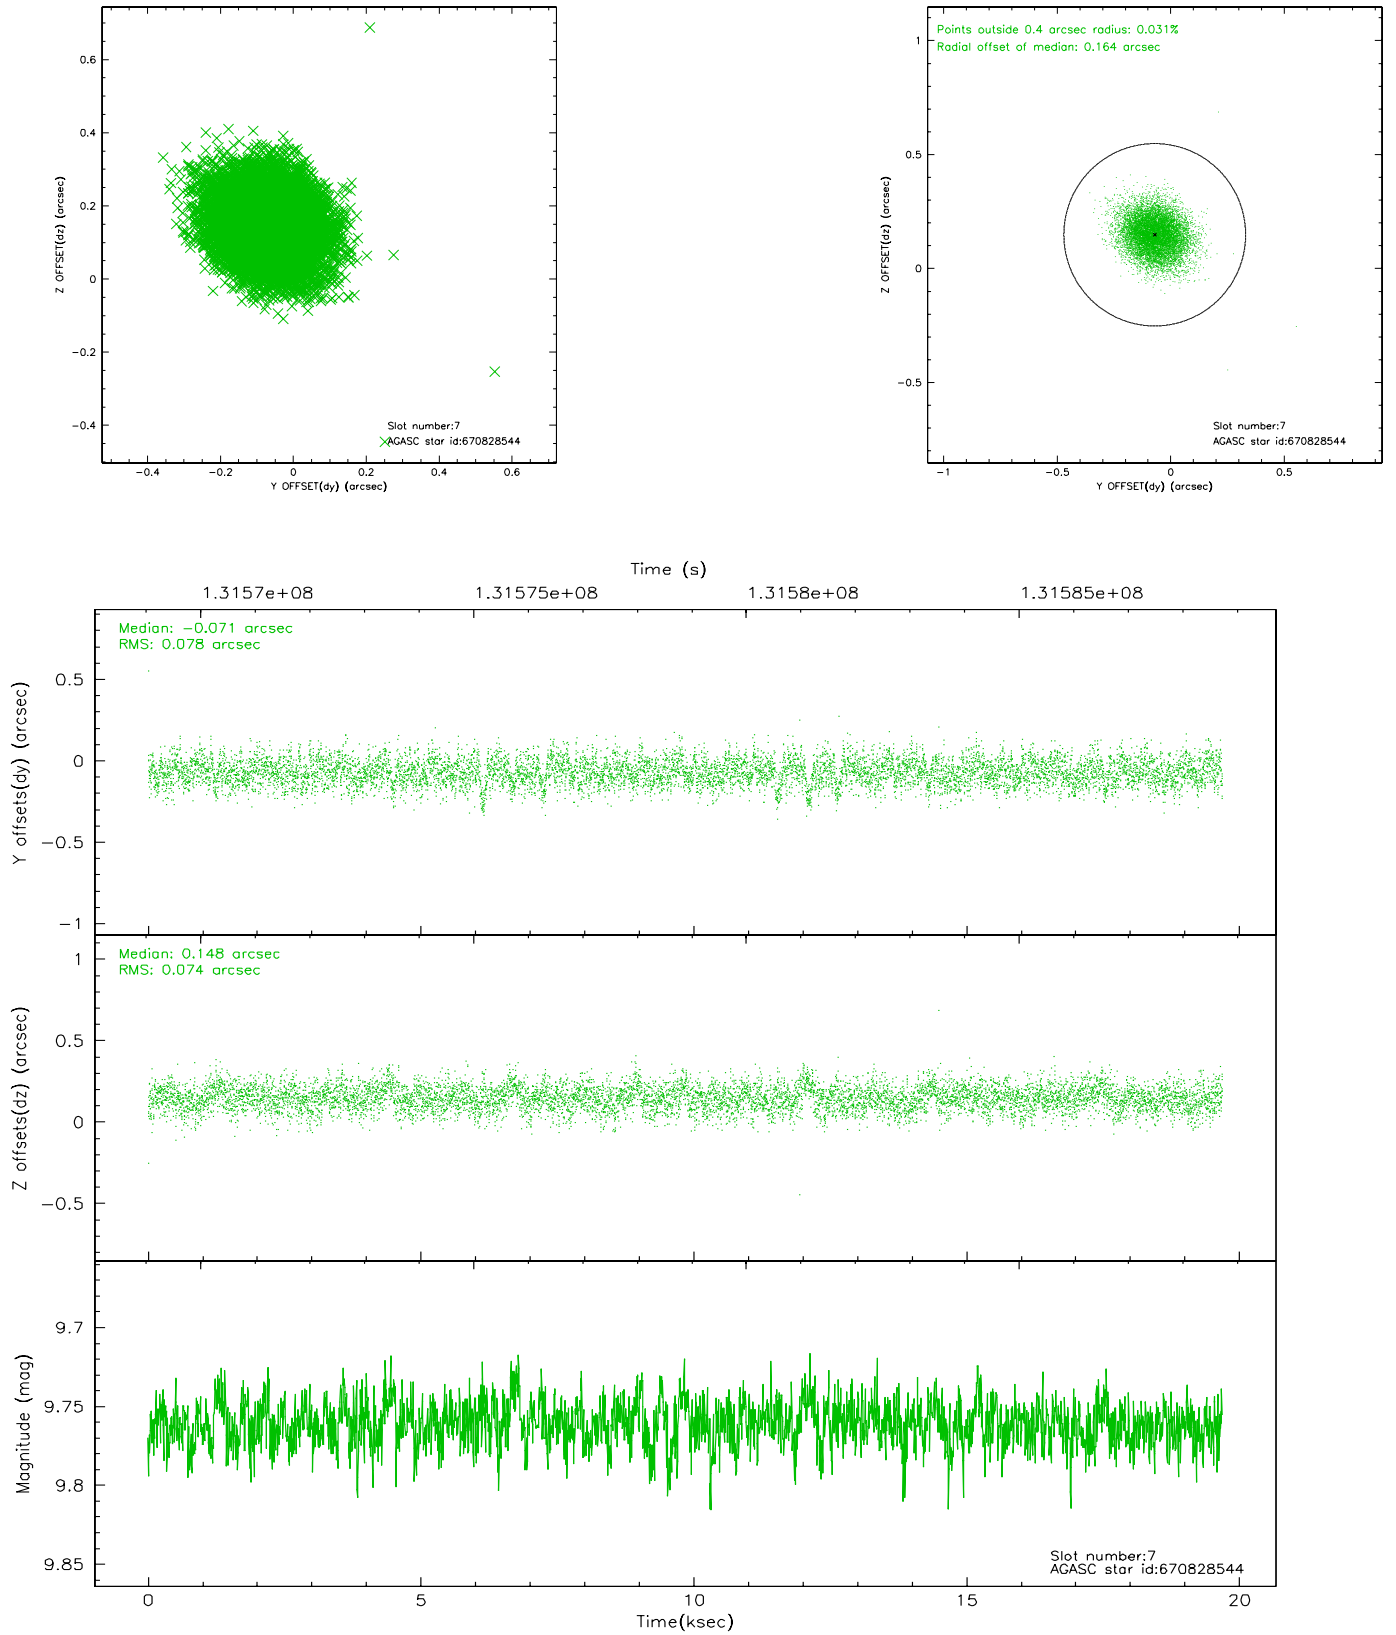 0.6
0.4
0.2
0
−0.2
−0.4
Z OFFSET(dz) (arcsec)
−0.4 −0.2 0 0.2 0.4 0.6
Y OFFSET(dy) (arcsec)
Slot number:7
AGASC star id:670828544
Points outside 0.4 arcsec radius: 0.031%
Radial offset of median: 0.164 arcsec
1
0.5
0
−0.5
Z OFFSET(dz) (arcsec)
−1 −0.5 0 0.5
Y OFFSET(dy) (arcsec)
Slot number:7
AGASC star id:670828544
Time (s)
1.3157e+08 1.31575e+08 1.3158e+08 1.31585e+08
Median: −0.071 arcsec
RMS: 0.078 arcsec
0.5
0
−0.5
−1
Y offsets(dy) (arcsec)
Median: 0.148 arcsec
RMS: 0.074 arcsec
1
0.5
0
−0.5
Z offsets(dz) (arcsec)
9.7
9.75
9.8
9.85
Magnitude (mag)
Slot number:7
AGASC star id:670828544
0 5 10 15 20
Time(ksec)